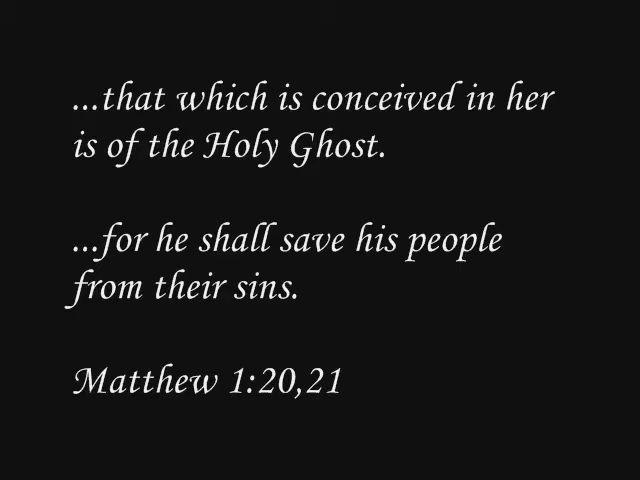 ...that which is conceived in her
is of the Holy Ghost.
...for he shall save his people
from their sins.
Matthew 1:20,21